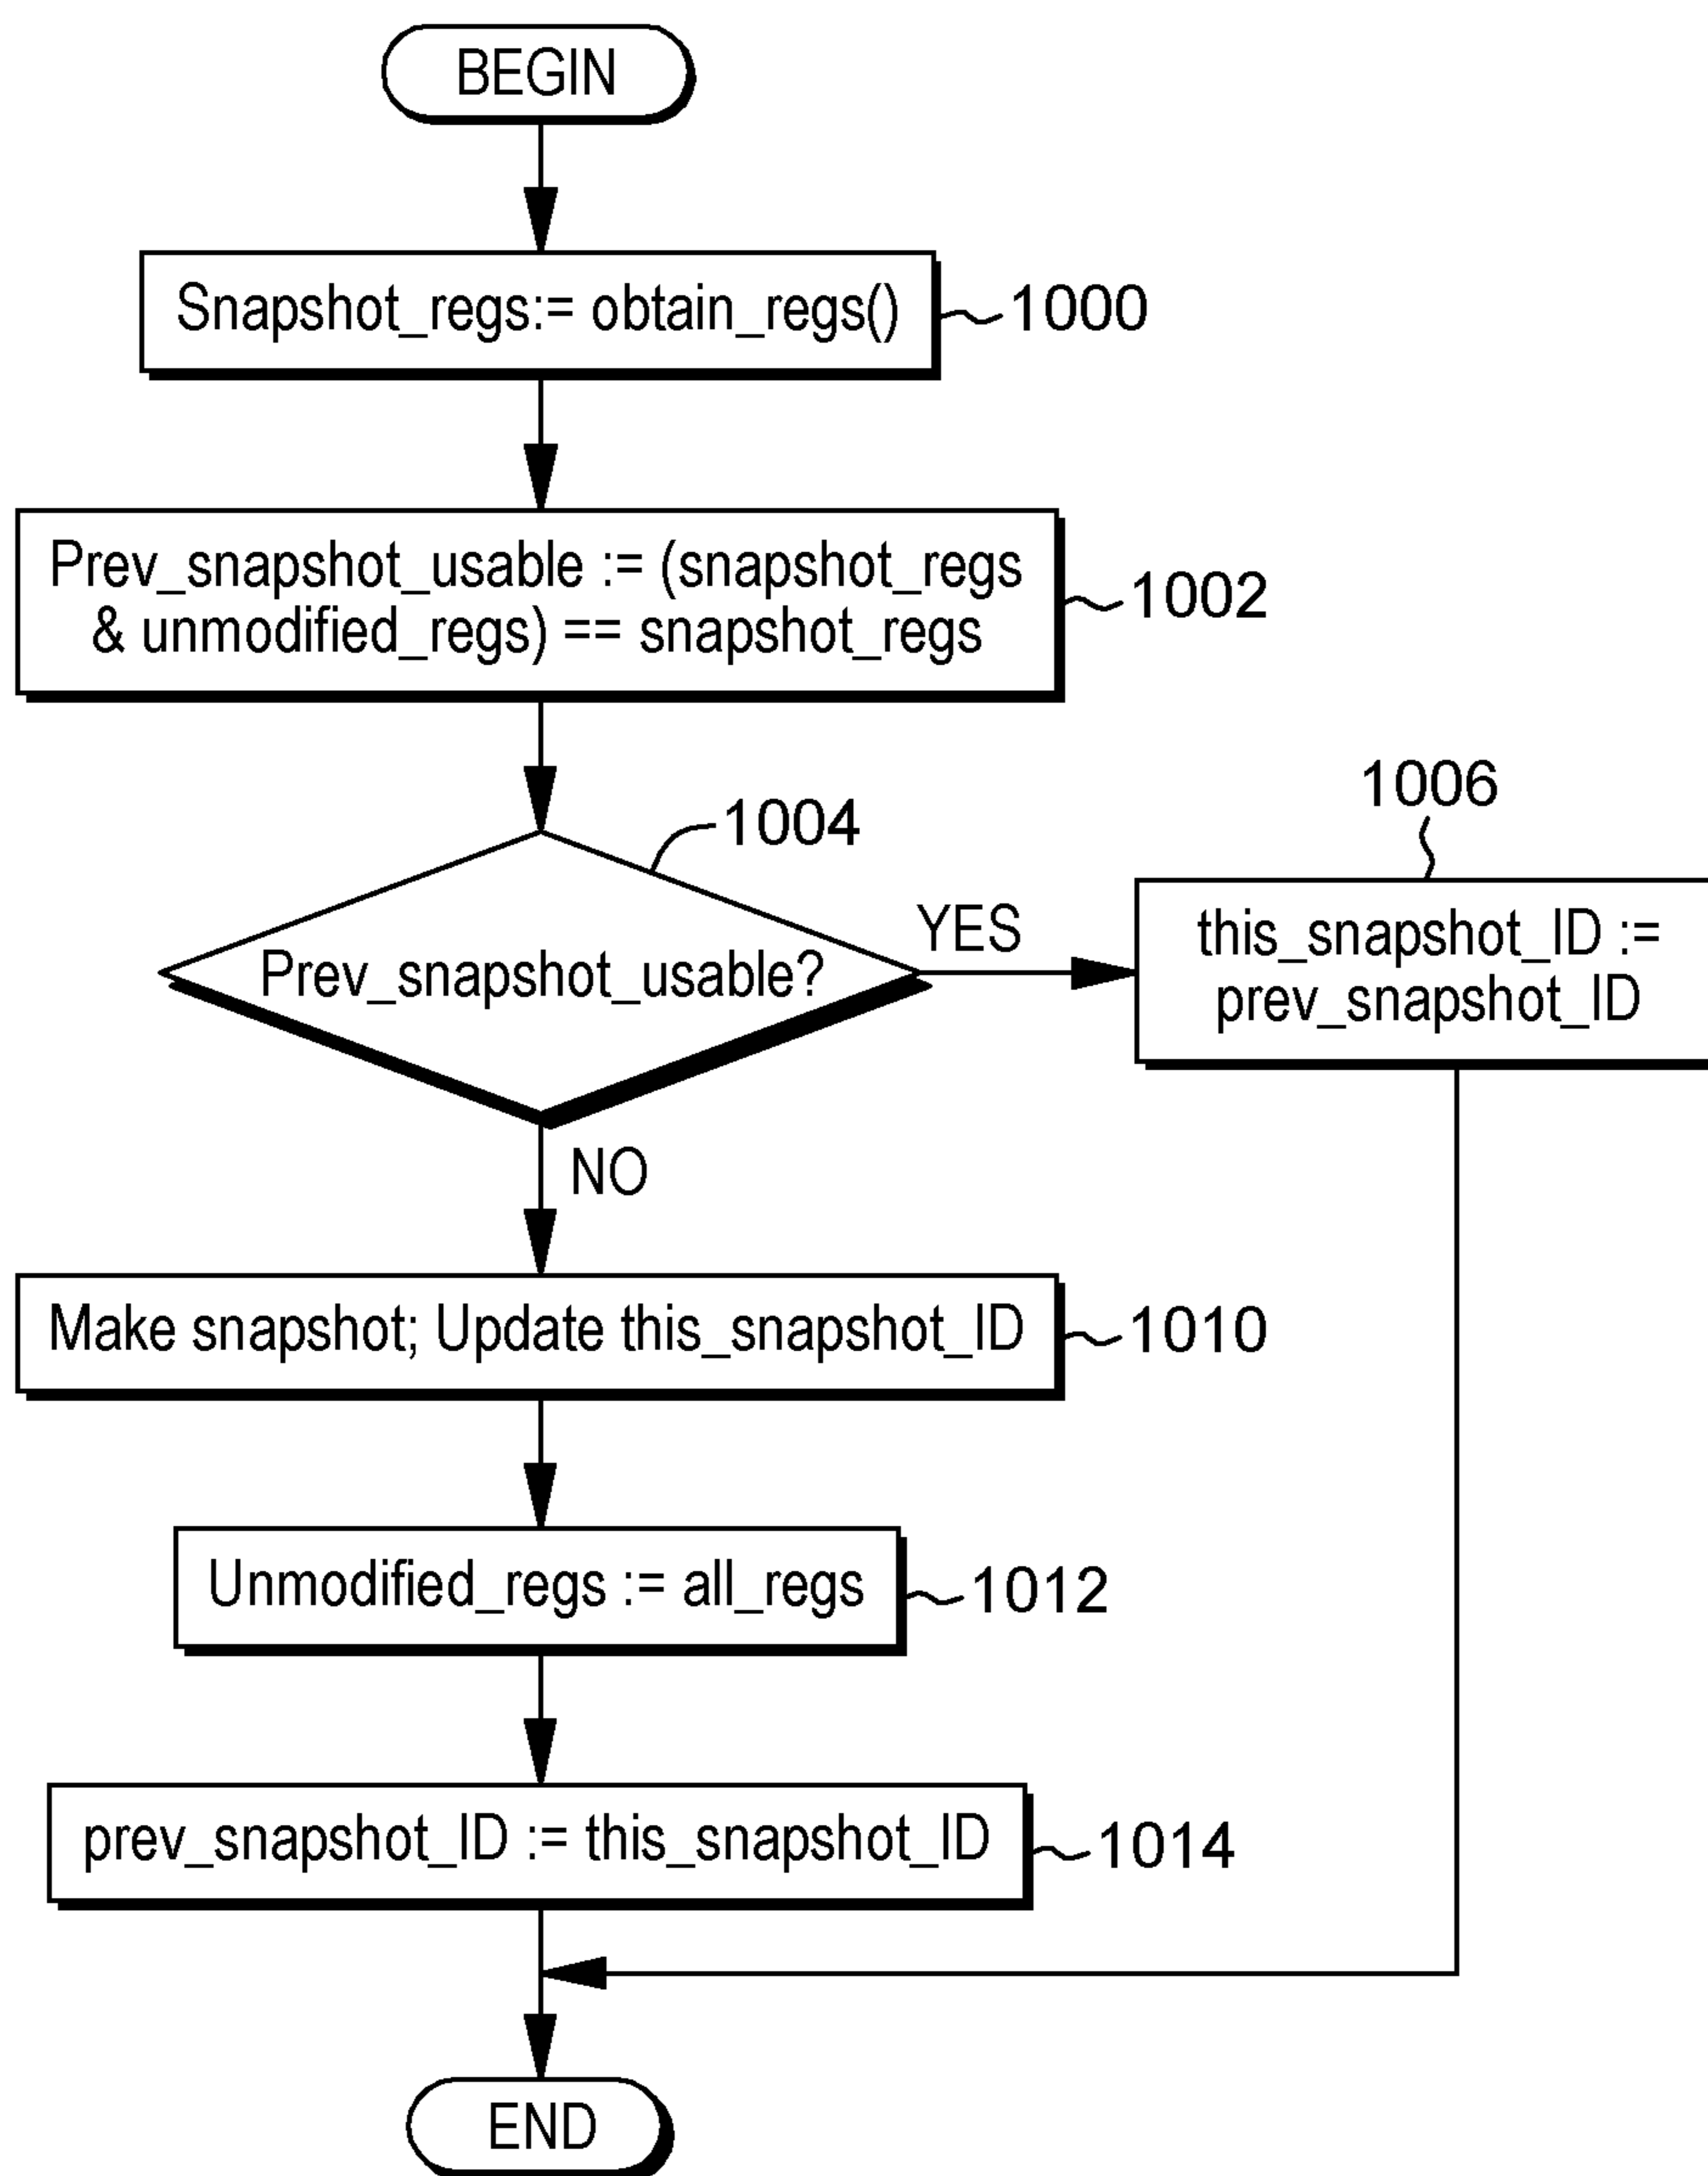 BEGIN
Snapshot_regs:= obtain_regs()
1000
Prev_snapshot_usable := (snapshot_regs
& unmodified_regs) == snapshot_regs
1002
1004
Prev_snapshot_usable?
YES
1006
this_snapshot_ID :=
prev_snapshot_ID
NO
Make snapshot; Update this_snapshot_ID
1010
Unmodified_regs := all_regs
1012
prev_snapshot_ID := this_snapshot_ID
1014
END